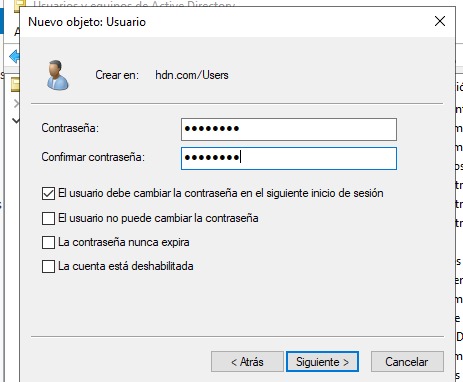 Usuarios y equipos de Active Directory
Nuevo objeto: Usuario
Crear en: hdn.com/Users
Contraseña: ●●●●●●●●
Confirmar contraseña: ●●●●●●●●
El usuario debe cambiar la contraseña en el siguiente inicio de sesión
El usuario no puede cambiar la contraseña
La contraseña nunca expira
La cuenta está deshabilitada
< Atrás
Siguiente >
Cancelar